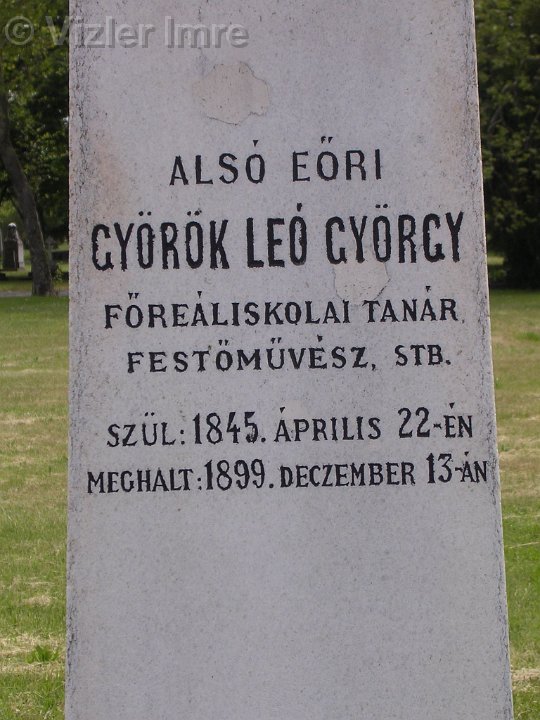 © Vizler Imre
ALSÓ EŐRI
GYÖRÖK LEÓ GYÖRGY
FŐREÁLISKOLAI TANÁR,
FESTŐMŰVÉSZ, STB.
SZÜL: 1845. ÁPRILIS 22-ÉN
MEGHALT: 1899. DECZEMBER 13-ÁN